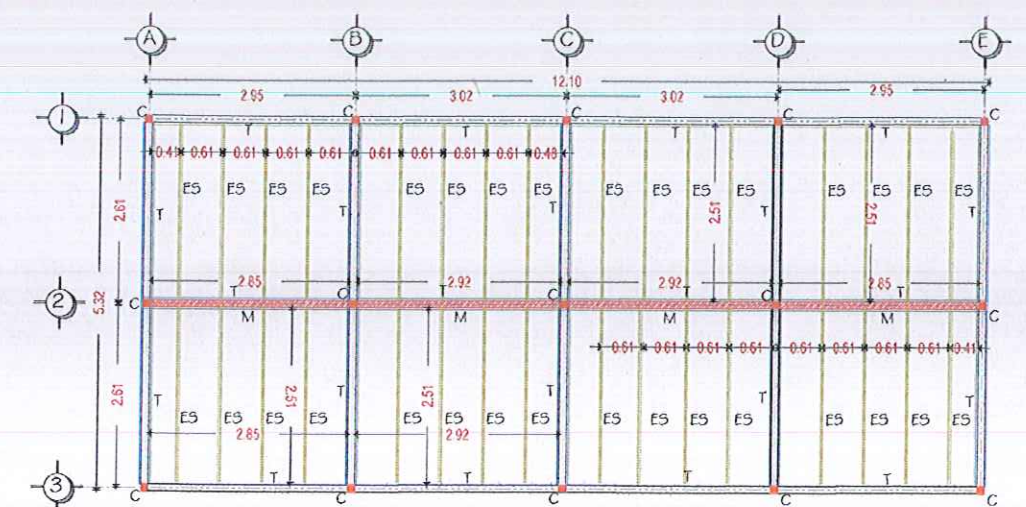 A B C D E
12.10
2.95 3.02 3.02 2.95
C C C C C
1
T T T T
0.41 0.61 0.61 0.61 0.61 0.61 0.61 0.61 0.61 0.48
ES ES ES ES ES ES ES ES ES ES ES ES ES ES ES ES
2.61 T T T 2.51 T 2.51 T
2.85 2.92 2.92 2.85
T T T T
2 C C C C C
5.32
M M M M
0.61 0.61 0.61 0.61 0.61 0.61 0.61 0.61 0.41
2.61 T 2.51 T 2.51 T T T
ES ES ES ES ES ES ES ES ES ES ES ES ES ES ES ES
2.85 2.92
T T T T
3
C C C C C